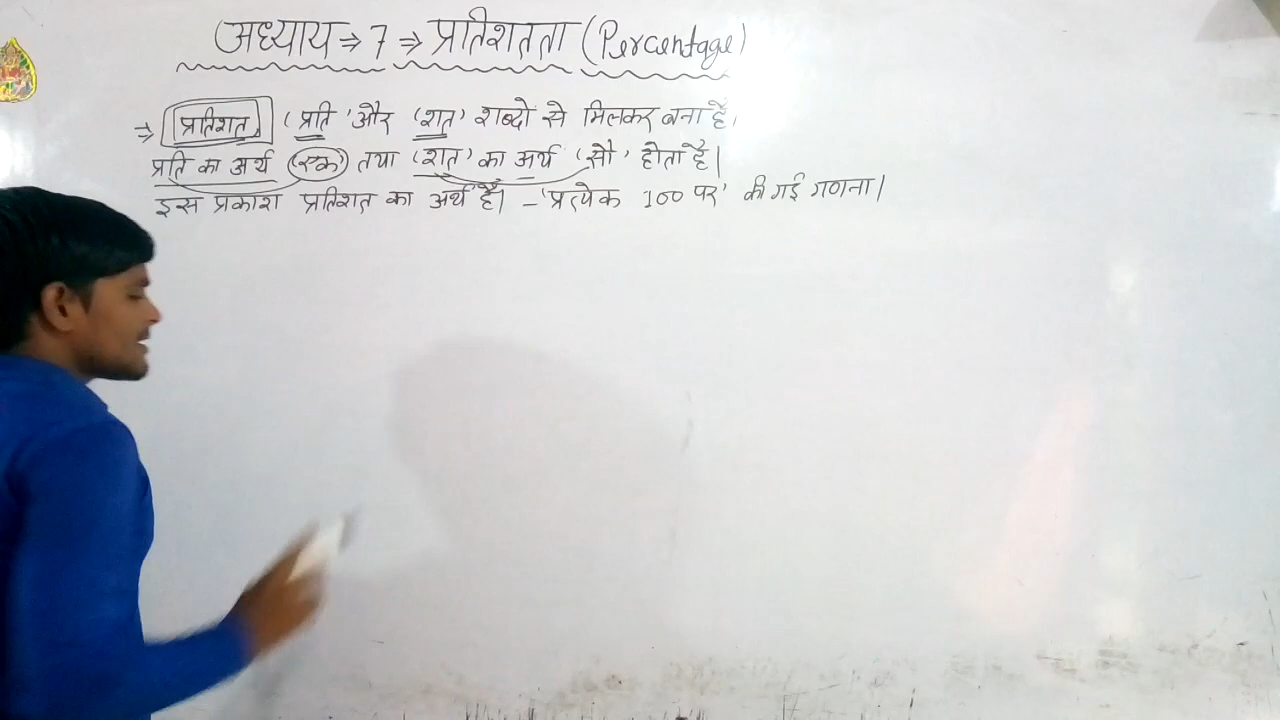 अध्याय ⇒ 7 ⇒ प्रतिशतता (Percentage)
⇒ प्रतिशत, 'प्रति' और 'शत्' शब्दो से मिलकर बना है।
प्रति का अर्थ (एक) तथा 'शत्' का अर्थ 'सौ' होता है।
इस प्रकारा प्रतिशत् का अर्थ है। - 'प्रत्येक 100 पर' की गई गणना।